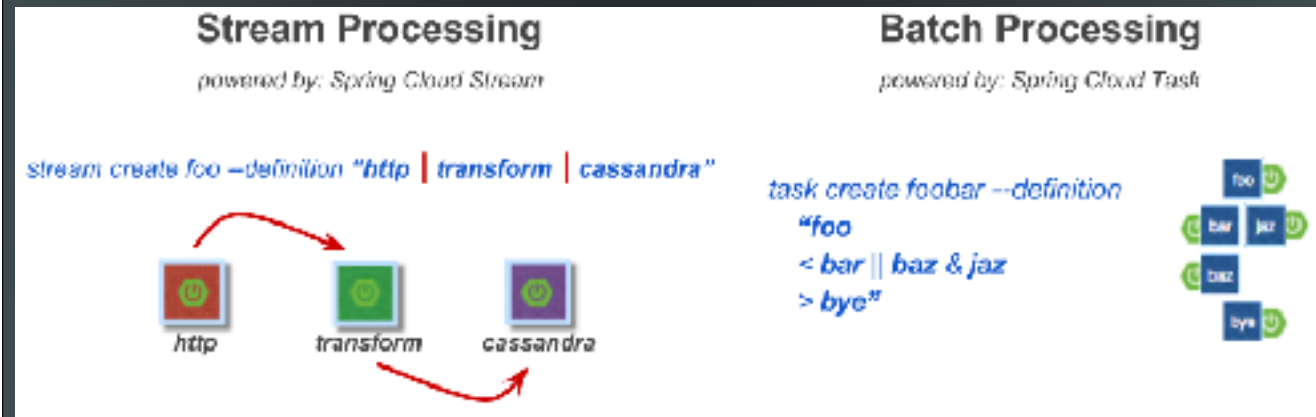 Stream Processing
powered by: Spring Cloud Stream
stream create foo --definition "http | transform | cassandra"
http
transform
cassandra
Batch Processing
powered by: Spring Cloud Task
task create foobar --definition
"foo
< bar || baz & jaz
> bye"
foo
bar jaz
baz
bye